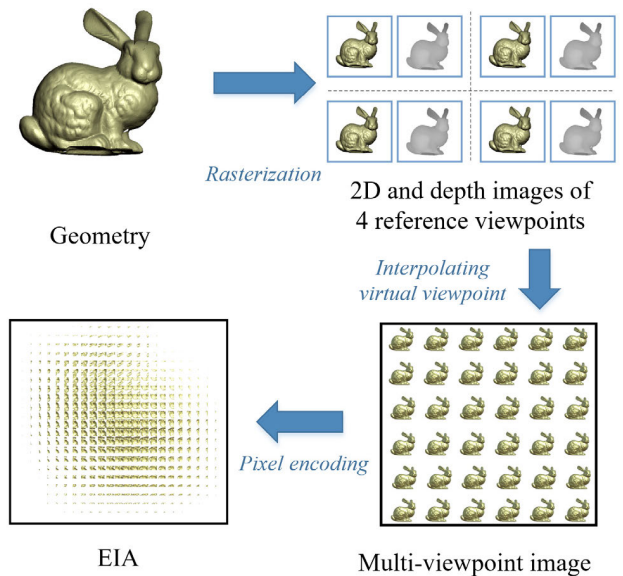 Rasterization
2D and depth images of
4 reference viewpoints
Geometry
Interpolating
virtual viewpoint
Pixel encoding
EIA
Multi-viewpoint image